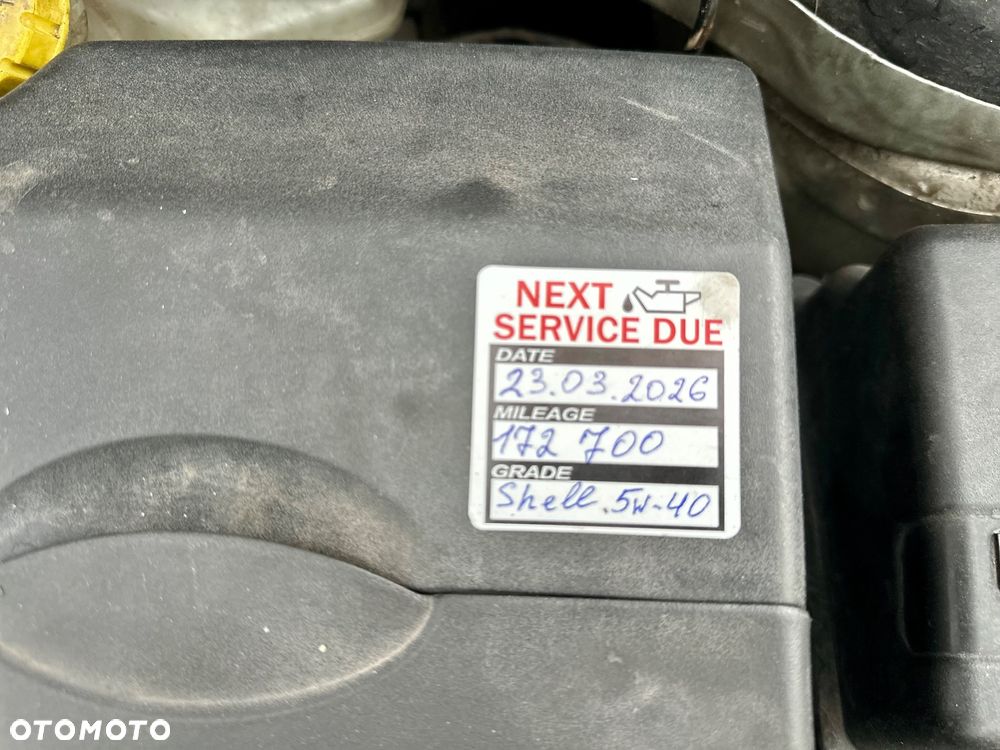 NEXT
SERVICE DUE
DATE
23.03.2026
MILEAGE
172 700
GRADE
Shell.5w-40
OTOMOTO